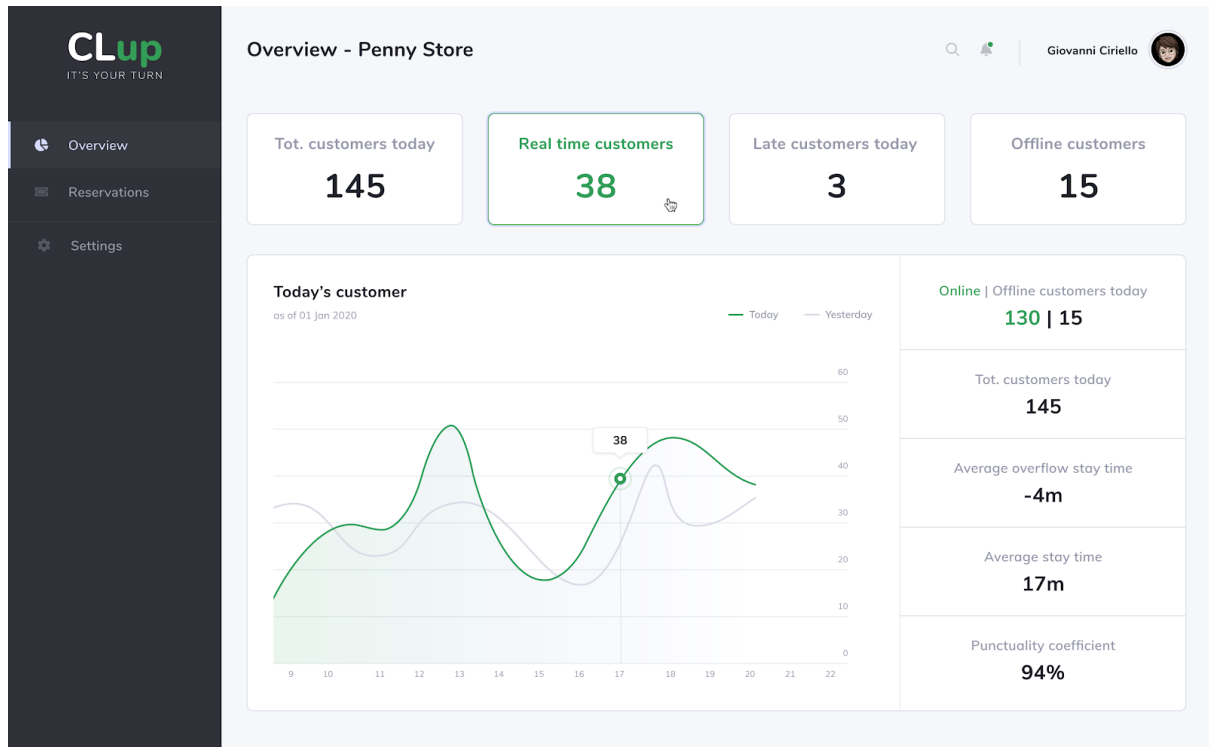 CLup
IT'S YOUR TURN
Overview
Reservations
Settings
Overview - Penny Store
Giovanni Ciriello
Tot. customers today
145
Real time customers
38
Late customers today
3
Offline customers
15
Today's customer
as of 01 Jan 2020
Today
Yesterday
60
50
40
30
20
10
0
38
9 10 11 12 13 14 15 16 17 18 19 20 21 22
Online | Offline customers today
130 | 15
Tot. customers today
145
Average overflow stay time
-4m
Average stay time
17m
Punctuality coefficient
94%